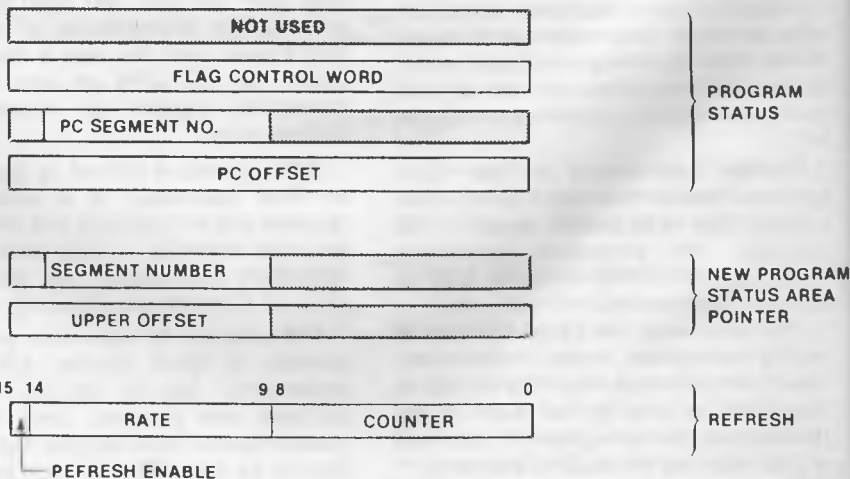 NOT USED
FLAG CONTROL WORD
PC SEGMENT NO.
PC OFFSET
PROGRAM
STATUS
SEGMENT NUMBER
UPPER OFFSET
NEW PROGRAM
STATUS AREA
POINTER
15 14 9 8 0
RATE COUNTER
REFRESH
PEFRESH ENABLE